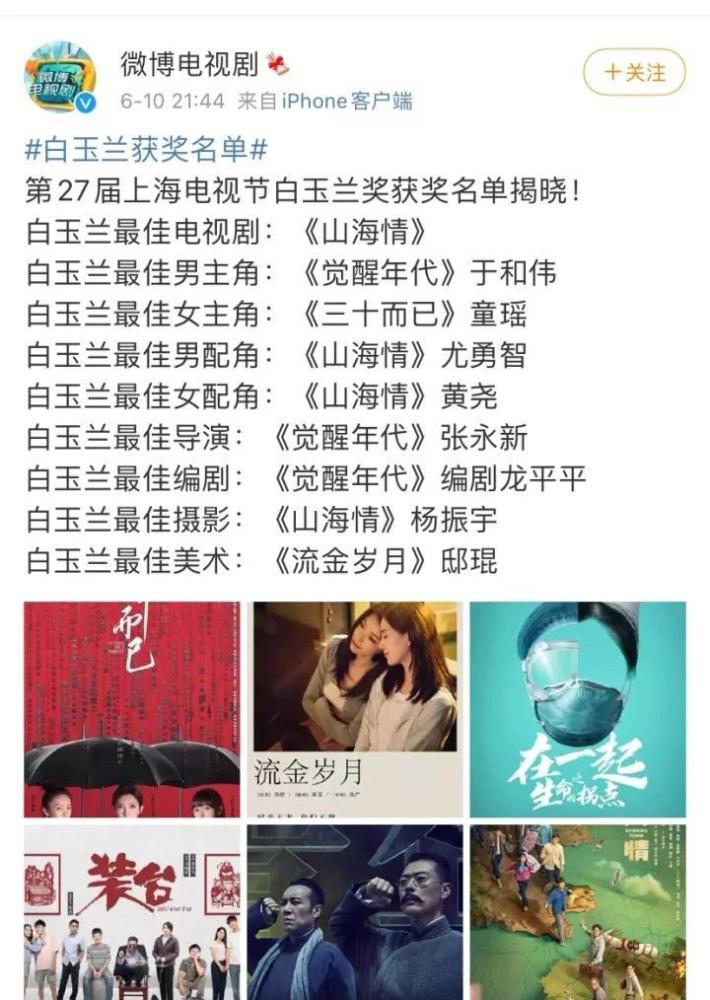 微博电视剧
微博
电视剧
+关注
6-10 21:44 来自 iPhone客户端
#白玉兰获奖名单#
第27届上海电视节白玉兰奖获奖名单揭晓！
白玉兰最佳电视剧：《山海情》
白玉兰最佳男主角：《觉醒年代》于和伟
白玉兰最佳女主角：《三十而已》童瑶
白玉兰最佳男配角：《山海情》尤勇智
白玉兰最佳女配角：《山海情》黄尧
白玉兰最佳导演：《觉醒年代》张永新
白玉兰最佳编剧：《觉醒年代》编剧龙平平
白玉兰最佳摄影：《山海情》杨振宇
白玉兰最佳美术：《流金岁月》邸琨
而已
流金岁月
在一起
生命的拐点
装台
情